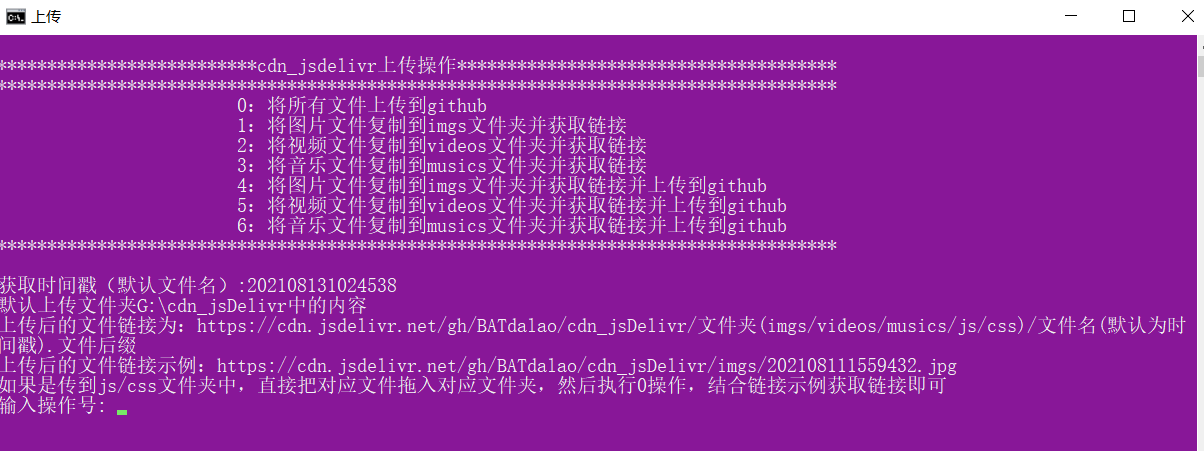 上传
**************************cdn_jsdelivr上传操作**************************************
************************************************************************************
0: 将所有文件上传到github
1: 将图片文件复制到imgs文件夹并获取链接
2: 将视频文件复制到videos文件夹并获取链接
3: 将音乐文件复制到musics文件夹并获取链接
4: 将图片文件复制到imgs文件夹并获取链接并上传到github
5: 将视频文件复制到videos文件夹并获取链接并上传到github
6: 将音乐文件复制到musics文件夹并获取链接并上传到github
************************************************************************************
获取时间戳（默认文件名）:202108131024538
默认上传文件夹G:\cdn_jsDelivr中的内容
上传后的文件链接为: https://cdn.jsdelivr.net/gh/BATdalao/cdn_jsDelivr/文件夹(imgs/videos/musics/js/css)/文件名(默认为时
间戳).文件后缀
上传后的文件链接示例: https://cdn.jsdelivr.net/gh/BATdalao/cdn_jsDelivr/imgs/202108111559432.jpg
如果是传到js/css文件夹中，直接把对应文件拖入对应文件夹，然后执行0操作，结合链接示例获取链接即可
输入操作号: